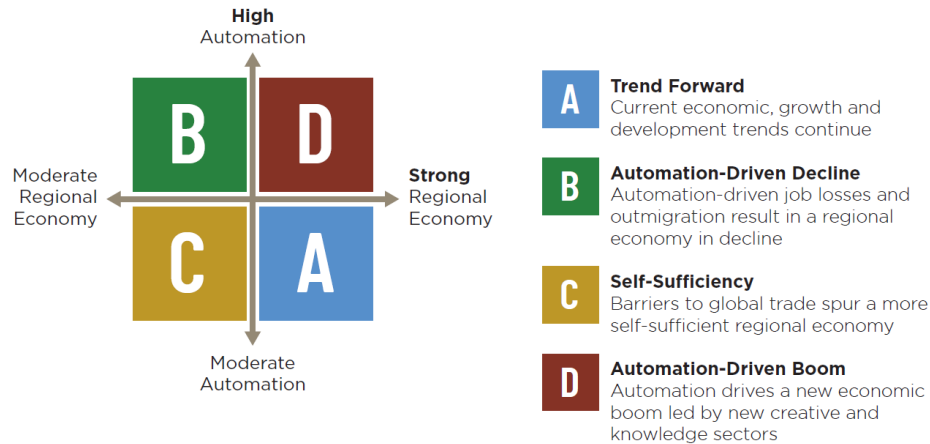 High
Automation
B
D
Moderate
Regional
Economy
Strong
Regional
Economy
C
A
Moderate
Automation
A
Trend Forward
Current economic, growth and
development trends continue
B
Automation-Driven Decline
Automation-driven job losses and
outmigration result in a regional
economy in decline
C
Self-Sufficiency
Barriers to global trade spur a more
self-sufficient regional economy
D
Automation-Driven Boom
Automation drives a new economic
boom led by new creative and
knowledge sectors